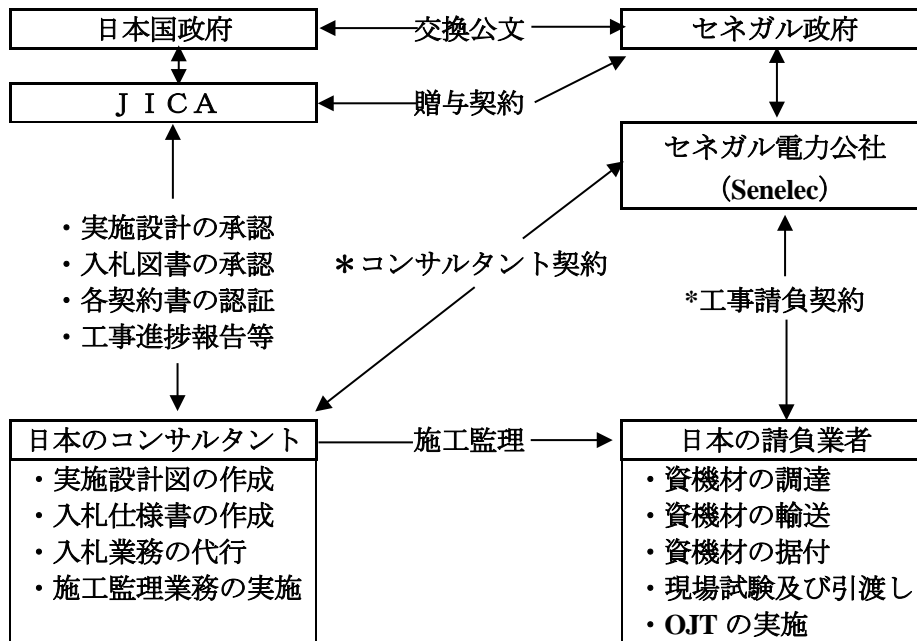 日本国政府
交換公文
セネガル政府
ＪＩＣＡ
贈与契約
セネガル電力公社
（Senelec）
・実施設計の承認
・入札図書の承認
・各契約書の認証
・工事進捗報告等
＊コンサルタント契約
*工事請負契約
日本のコンサルタント
施工監理
日本の請負業者
・実施設計図の作成
・入札仕様書の作成
・入札業務の代行
・施工監理業務の実施
・資機材の調達
・資機材の輸送
・資機材の据付
・現場試験及び引渡し
・OJT の実施